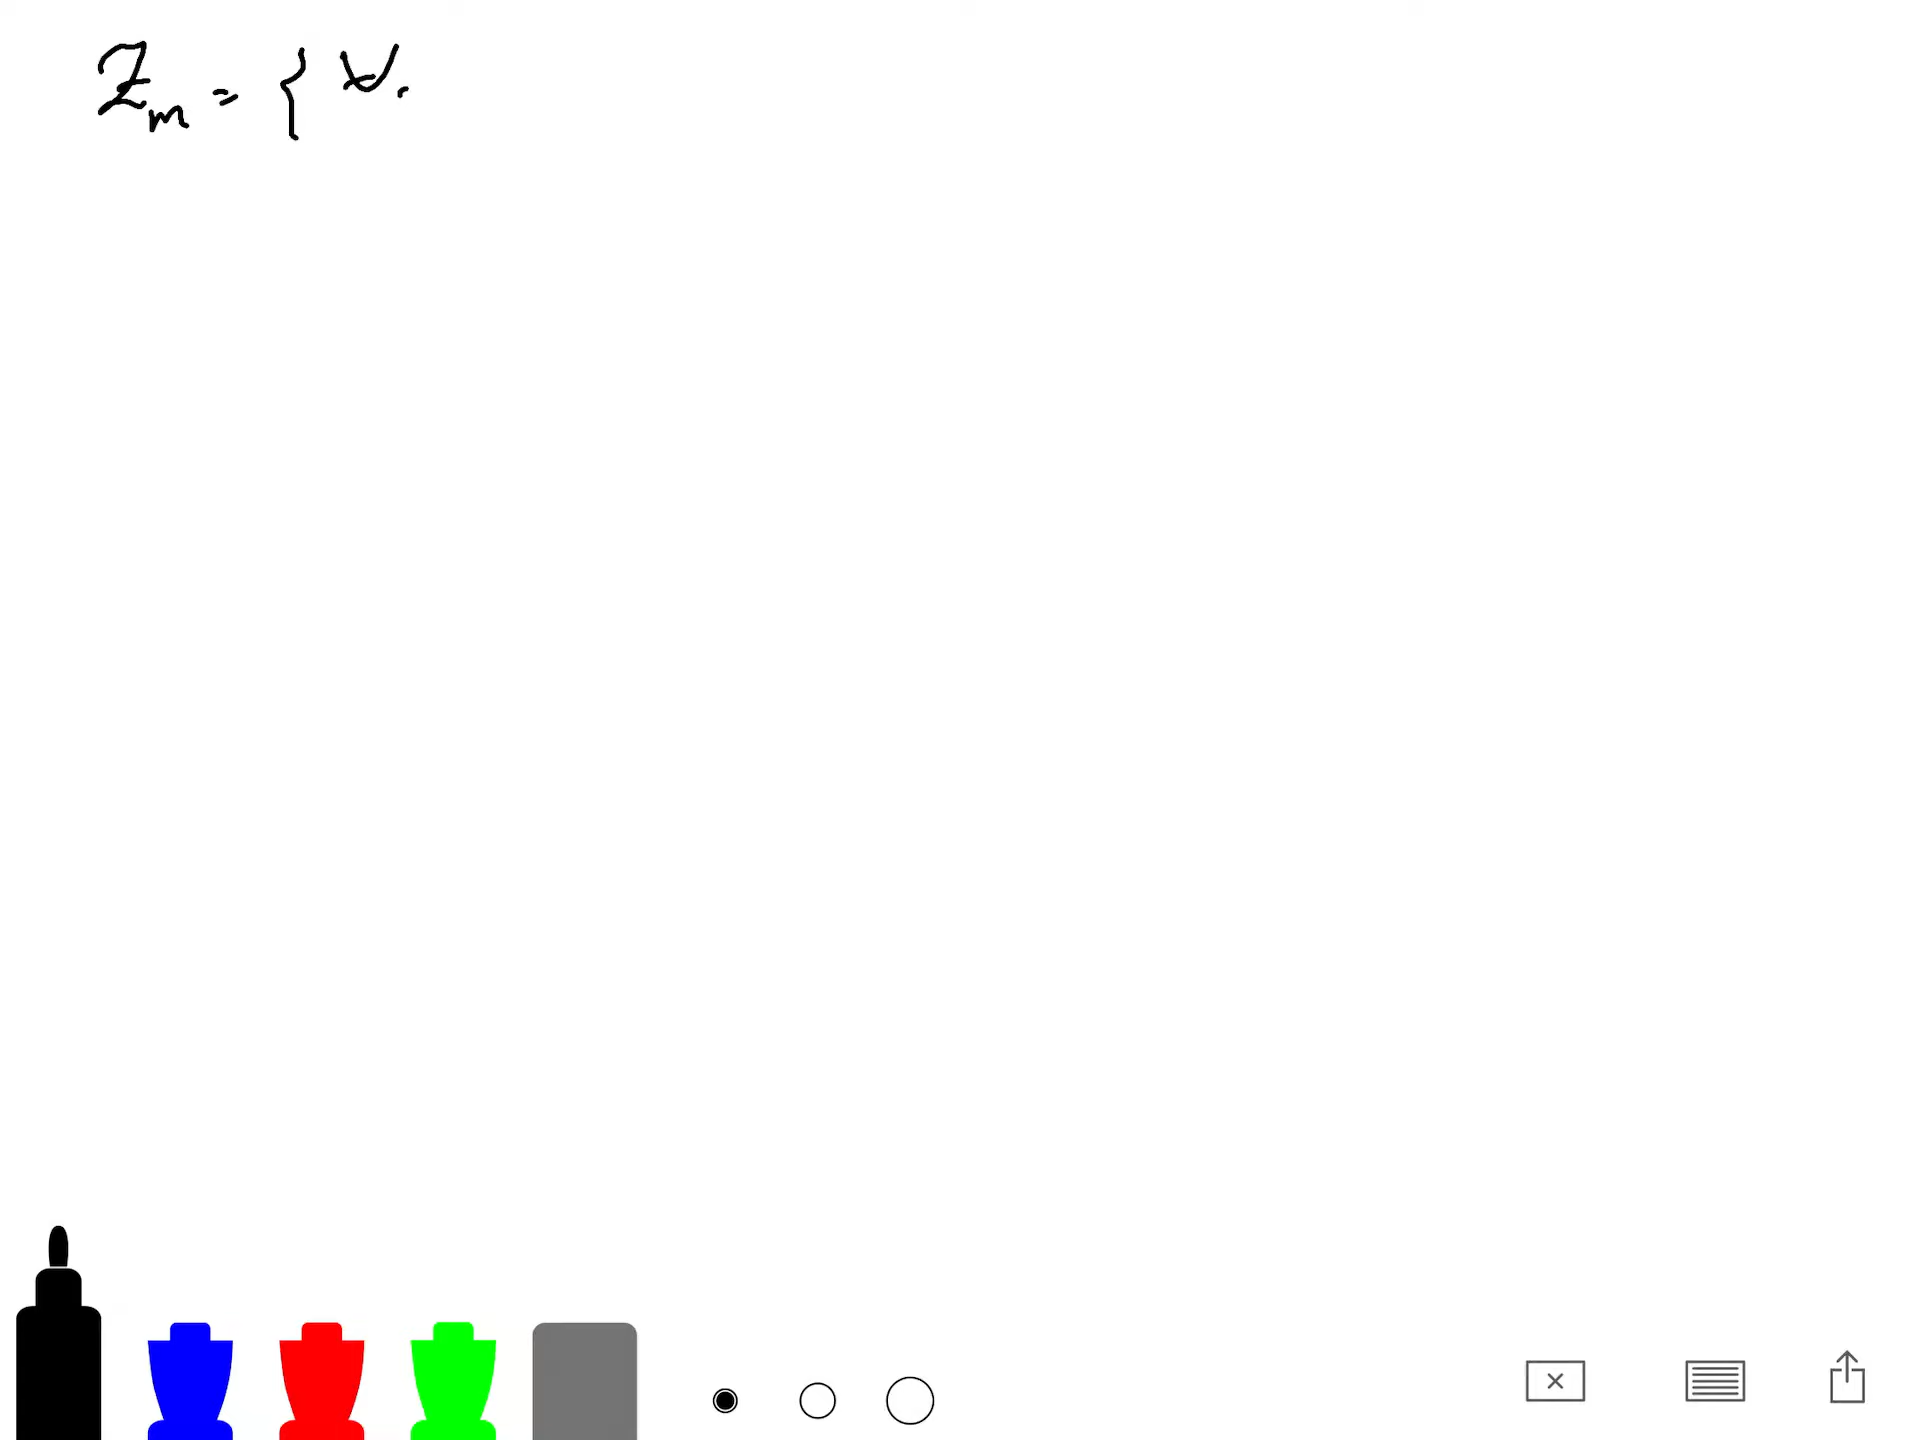 Z_m = { ∀.